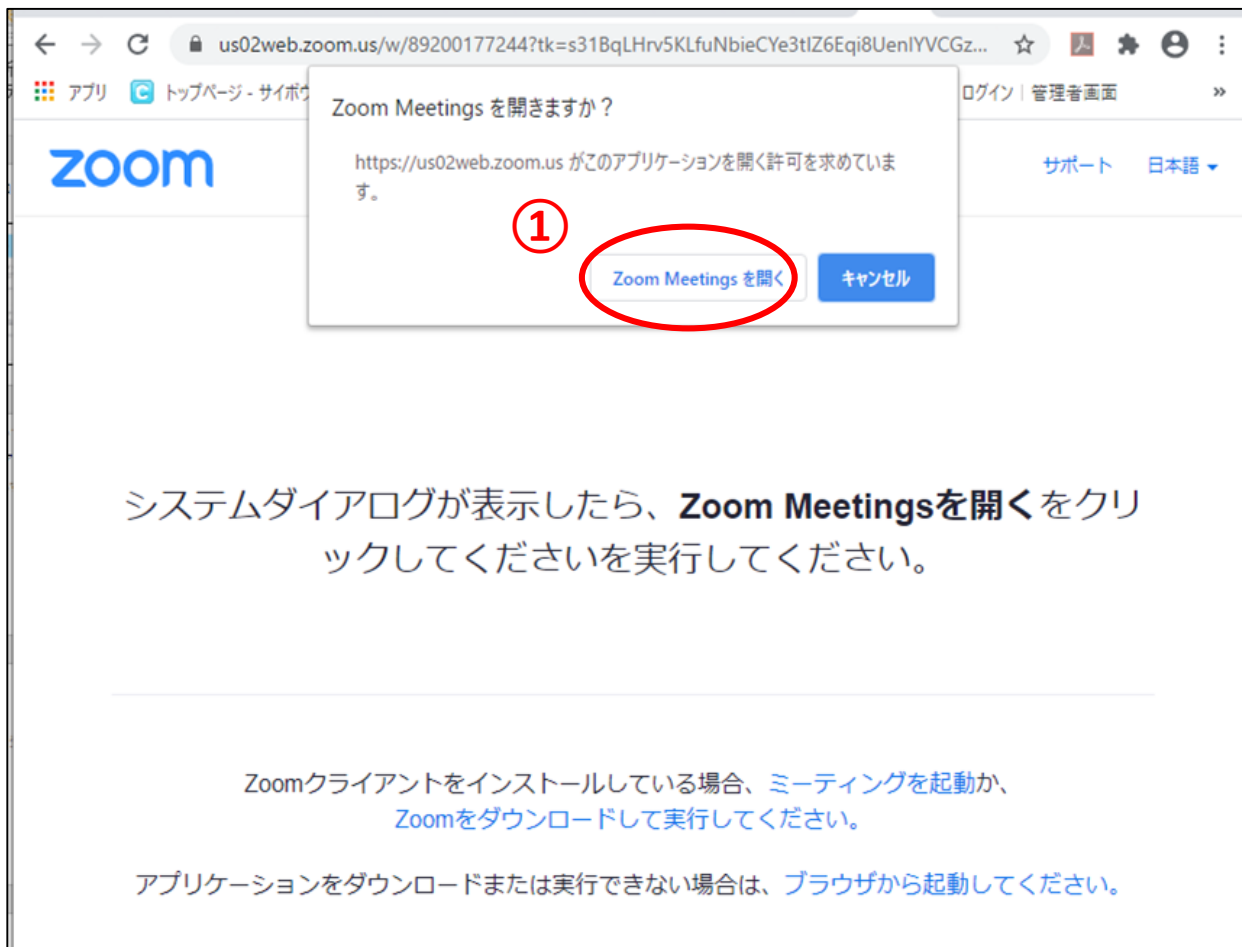 us02web.zoom.us/w/89200177244?tk=s31BqLHrv5KLfuNbieCYe3tIZ6Eqi8UenIYVCGz...
アプリ トップページ - サイボウ ログイン | 管理者画面 »
Zoom Meetings を開きますか？
https://us02web.zoom.us がこのアプリケーションを開く許可を求めていま
す。
zoom サポート 日本語
①
Zoom Meetings を開く キャンセル
システムダイアログが表示したら、Zoom Meetingsを開くをクリ
ックしてくださいを実行してください。
Zoomクライアントをインストールしている場合、ミーティングを起動か、
Zoomをダウンロードして実行してください。
アプリケーションをダウンロードまたは実行できない場合は、ブラウザから起動してください。